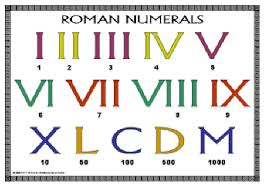 ROMAN NUMERALS
I II III IV V
1 2 3 4 5
VI VII VIII IX
6 7 8 9
X L C D M
10 50 100 500 1000